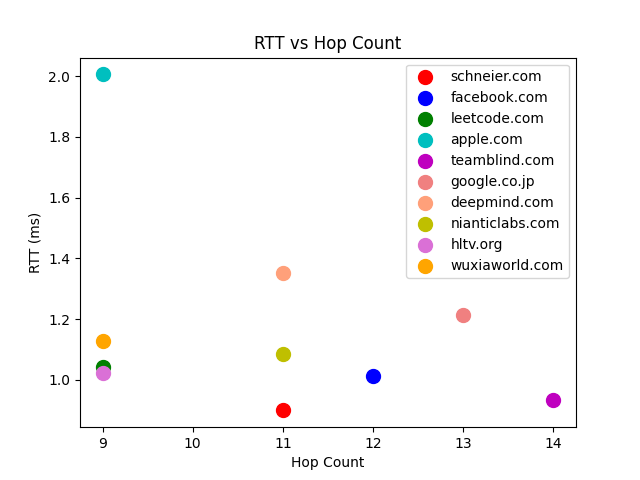 RTT vs Hop Count
RTT (ms)
2.0
1.8
1.6
1.4
1.2
1.0
schneier.com
facebook.com
leetcode.com
apple.com
teamblind.com
google.co.jp
deepmind.com
nianticlabs.com
hltv.org
wuxiaworld.com
9 10 11 12 13 14
Hop Count